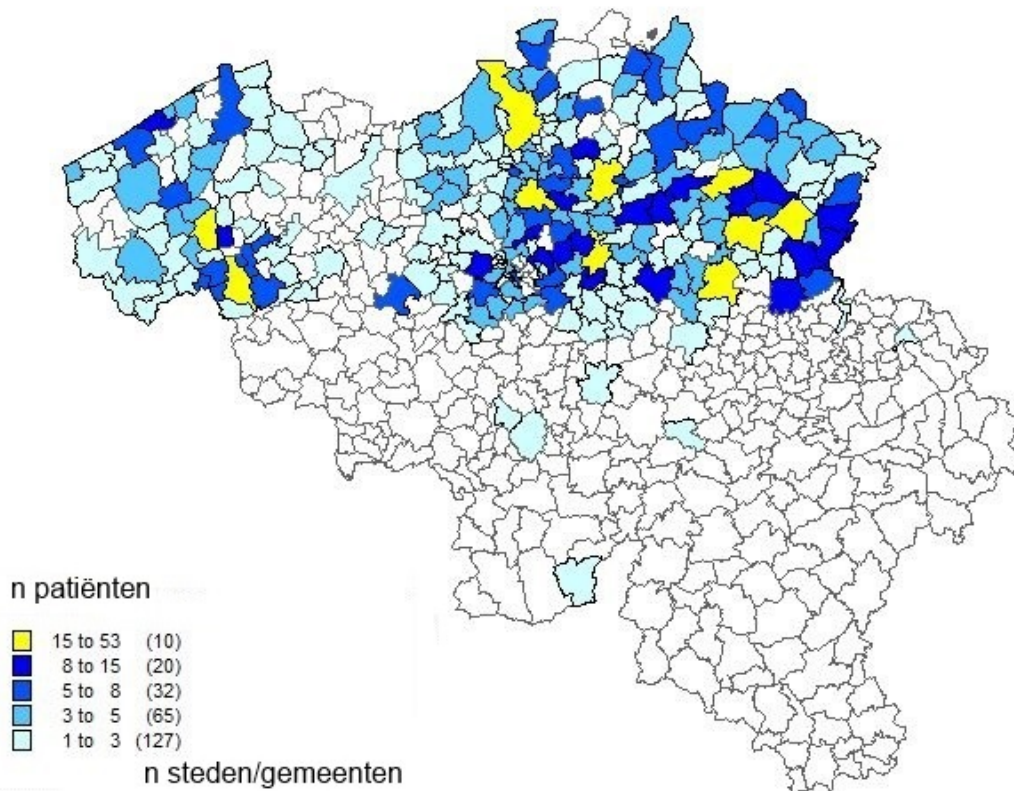 n patiënten
15 to 53 (10)
8 to 15 (20)
5 to 8 (32)
3 to 5 (65)
1 to 3 (127)
n steden/gemeenten